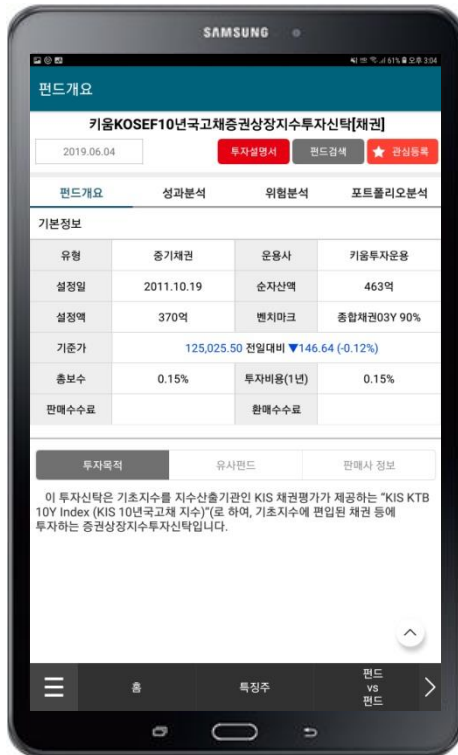 SAMSUNG
61% 오후 3:04
펀드개요
키움KOSEF10년국고채증권상장지수투자신탁[채권]
2019.06.04 투자설명서 펀드검색 관심등록
펀드개요 성과분석 위험분석 포트폴리오분석
기본정보
유형 중기채권 운용사 키움투자운용
설정일 2011.10.19 순자산액 463억
설정액 370억 벤치마크 종합채권03Y 90%
기준가 125,025.50 전일대비 ▼146.64 (-0.12%)
총보수 0.15% 투자비용(1년) 0.15%
판매수수료 환매수수료
투자목적 유사펀드 판매사 정보
이 투자신탁은 기초지수를 지수산출기관인 KIS 채권평가가 제공하는 “KIS KTB
10Y Index (KIS 10년국고채 지수)”(로 하여, 기초지수에 편입된 채권 등에
투자하는 증권상장지수투자신탁입니다.
홈 특징주 펀드
vs
펀드